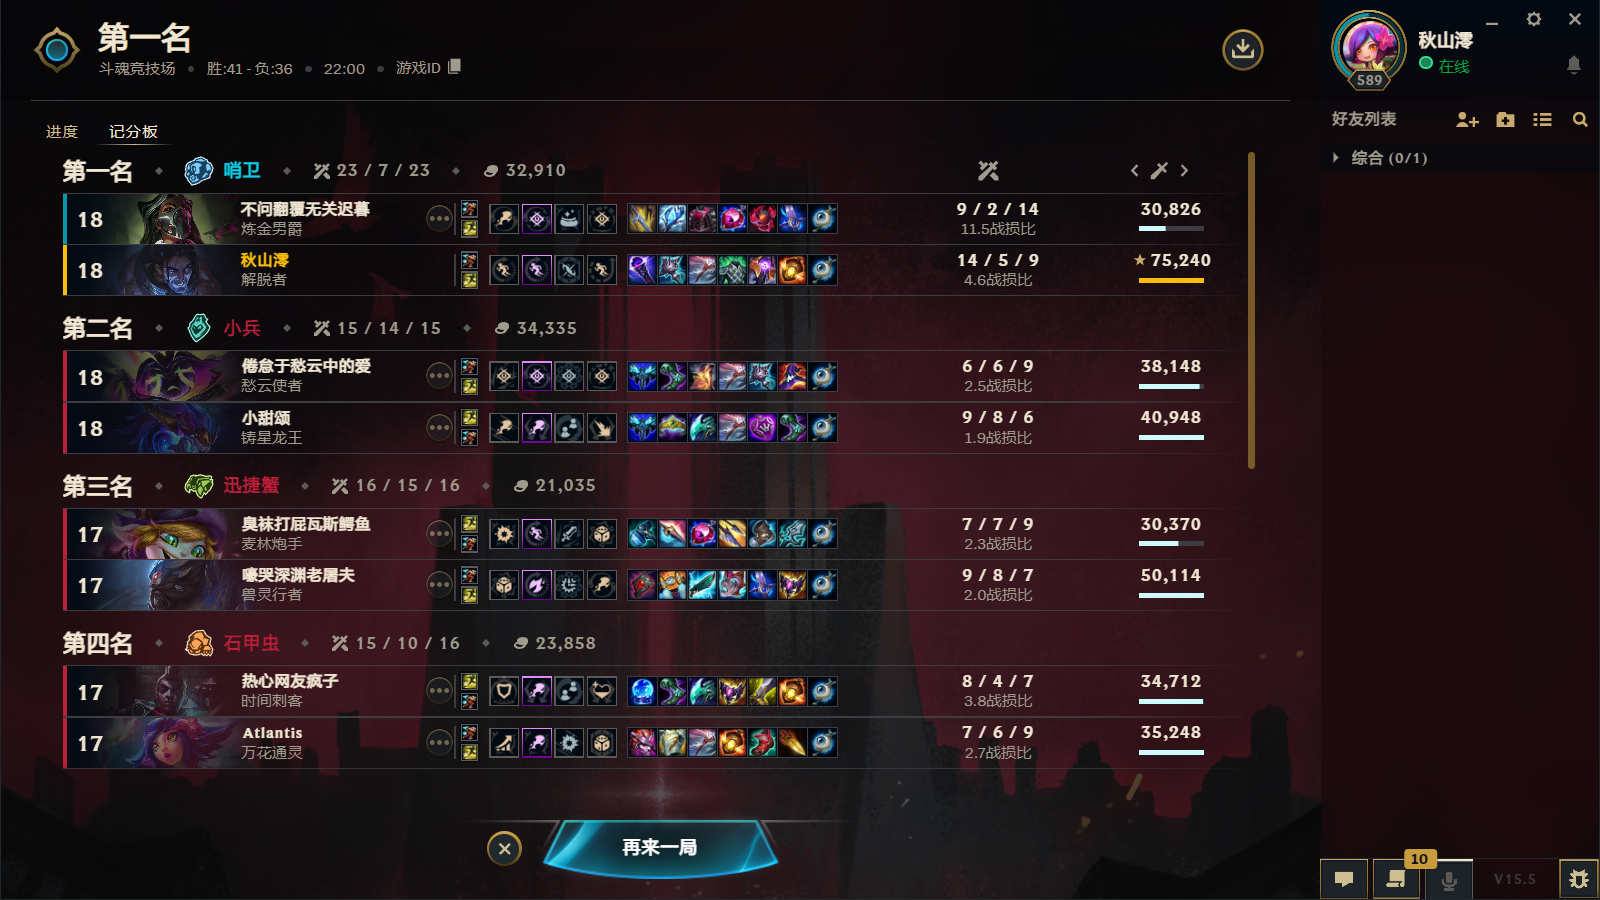 第一名
斗魂竞技场 • 胜:41 - 负:36 • 22:00 • 游戏ID
进度 记分板
第一名 哨卫 23 / 7 / 23 32,910
18 不问翻覆无关迟暮 9 / 2 / 14 30,826
炼金男爵 11.5战损比
18 秋山澪 14 / 5 / 9 75,240
解脱者 4.6战损比
第二名 小兵 15 / 14 / 15 34,335
18 倦怠于愁云中的爱 6 / 6 / 9 38,148
愁云使者 2.5战损比
18 小甜颂 9 / 8 / 6 40,948
铸星龙王 1.9战损比
第三名 迅捷蟹 16 / 15 / 16 21,035
17 臭袜打屁瓦斯鳄鱼 7 / 7 / 9 30,370
麦林炮手 2.3战损比
17 嚎哭深渊老屠夫 9 / 8 / 7 50,114
兽灵行者 2.0战损比
第四名 石甲虫 15 / 10 / 16 23,858
17 热心网友疯子 8 / 4 / 7 34,712
时间刺客 3.8战损比
17 Atlantis 7 / 6 / 9 35,248
万花通灵 2.7战损比
再来一局
秋山澪
在线
589
好友列表
综合 (0/1)
10
V15.5